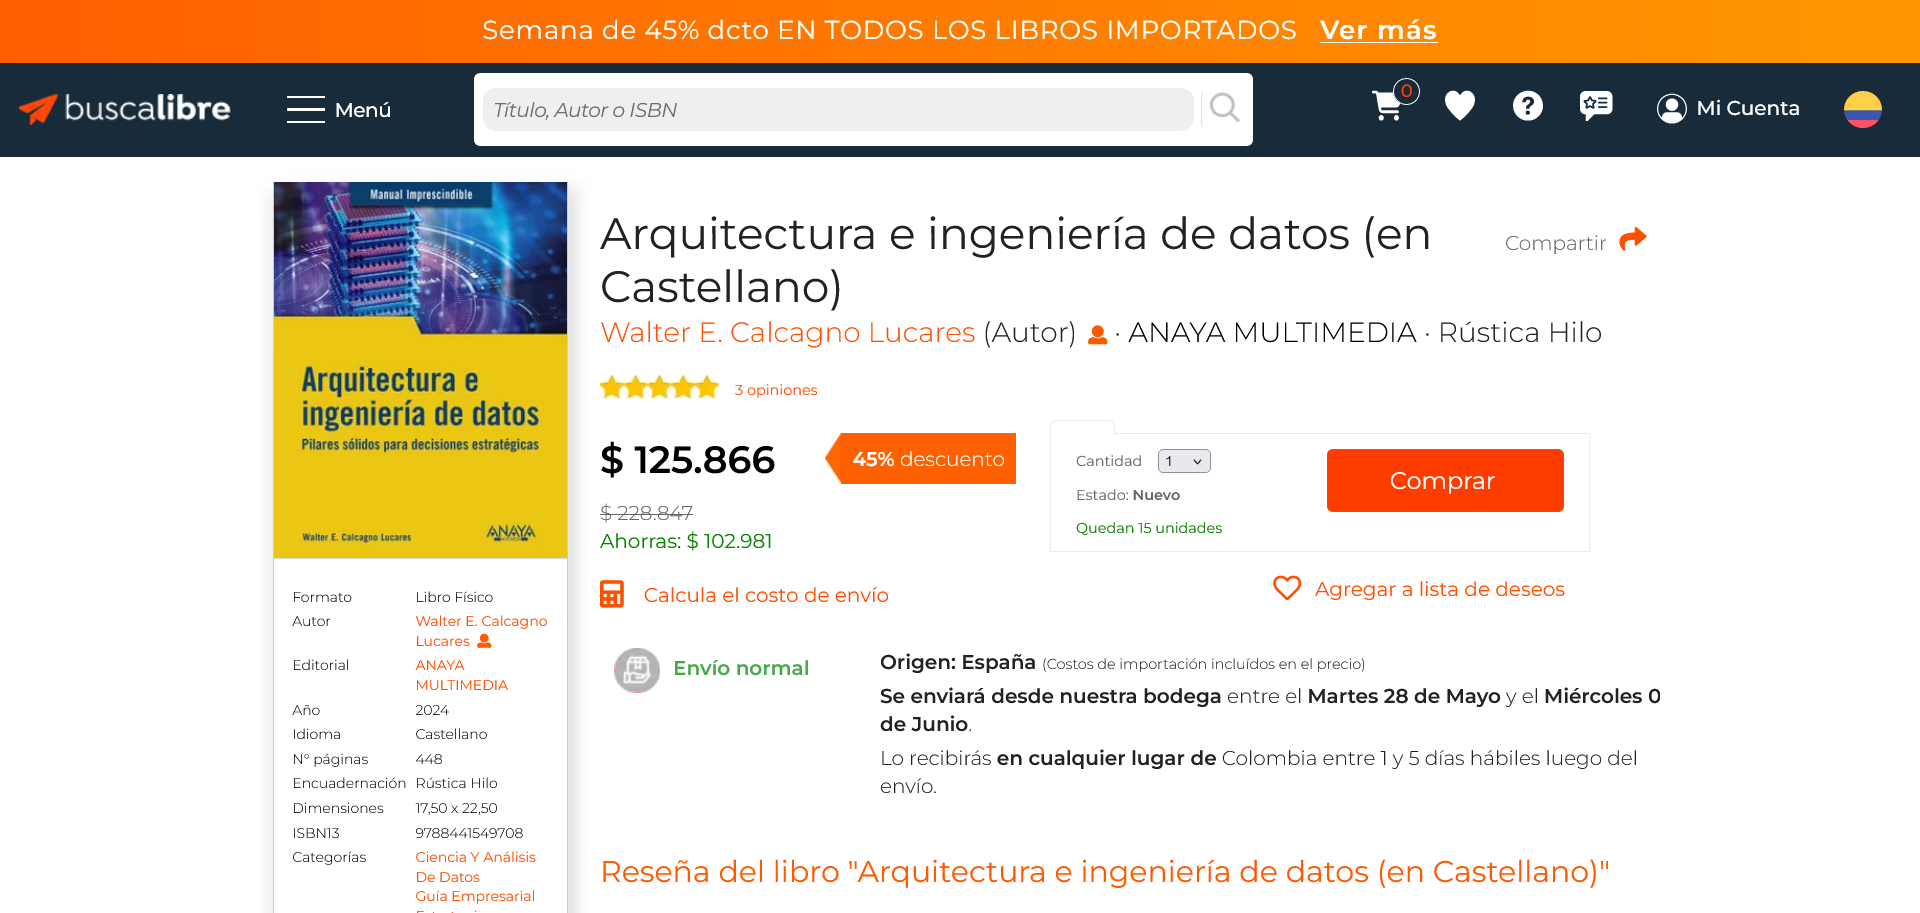 Semana de 45% dcto EN TODOS LOS LIBROS IMPORTADOS Ver más
buscalibre
Menú
Título, Autor o ISBN
0
Mi Cuenta
Manual Imprescindible
Arquitectura e
ingeniería de datos
Pilares sólidos para decisiones estratégicas
Walter E. Calcagno Lucares
ANAYA
Formato Libro Físico
Autor Walter E. Calcagno
Lucares
Editorial ANAYA
MULTIMEDIA
Año 2024
Idioma Castellano
N° páginas 448
Encuadernación Rústica Hilo
Dimensiones 17,50 x 22,50
ISBN13 9788441549708
Categorías Ciencia Y Análisis
De Datos
Guía Empresarial
Arquitectura e ingeniería de datos (en
Castellano)
Compartir
Walter E. Calcagno Lucares (Autor) · ANAYA MULTIMEDIA · Rústica Hilo
3 opiniones
$ 125.866
45% descuento
$ 228.847
Ahorras: $ 102.981
Cantidad 1
Estado: Nuevo
Quedan 15 unidades
Comprar
Calcula el costo de envío
Agregar a lista de deseos
Envío normal
Origen: España (Costos de importación incluídos en el precio)
Se enviará desde nuestra bodega entre el Martes 28 de Mayo y el Miércoles 0
de Junio.
Lo recibirás en cualquier lugar de Colombia entre 1 y 5 días hábiles luego del
envío.
Reseña del libro "Arquitectura e ingeniería de datos (en Castellano)"